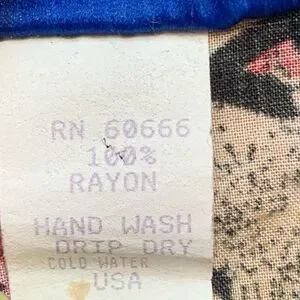 RN 60666
100%
RAYON
HAND WASH
DRIP DRY
COLD WATER
USA